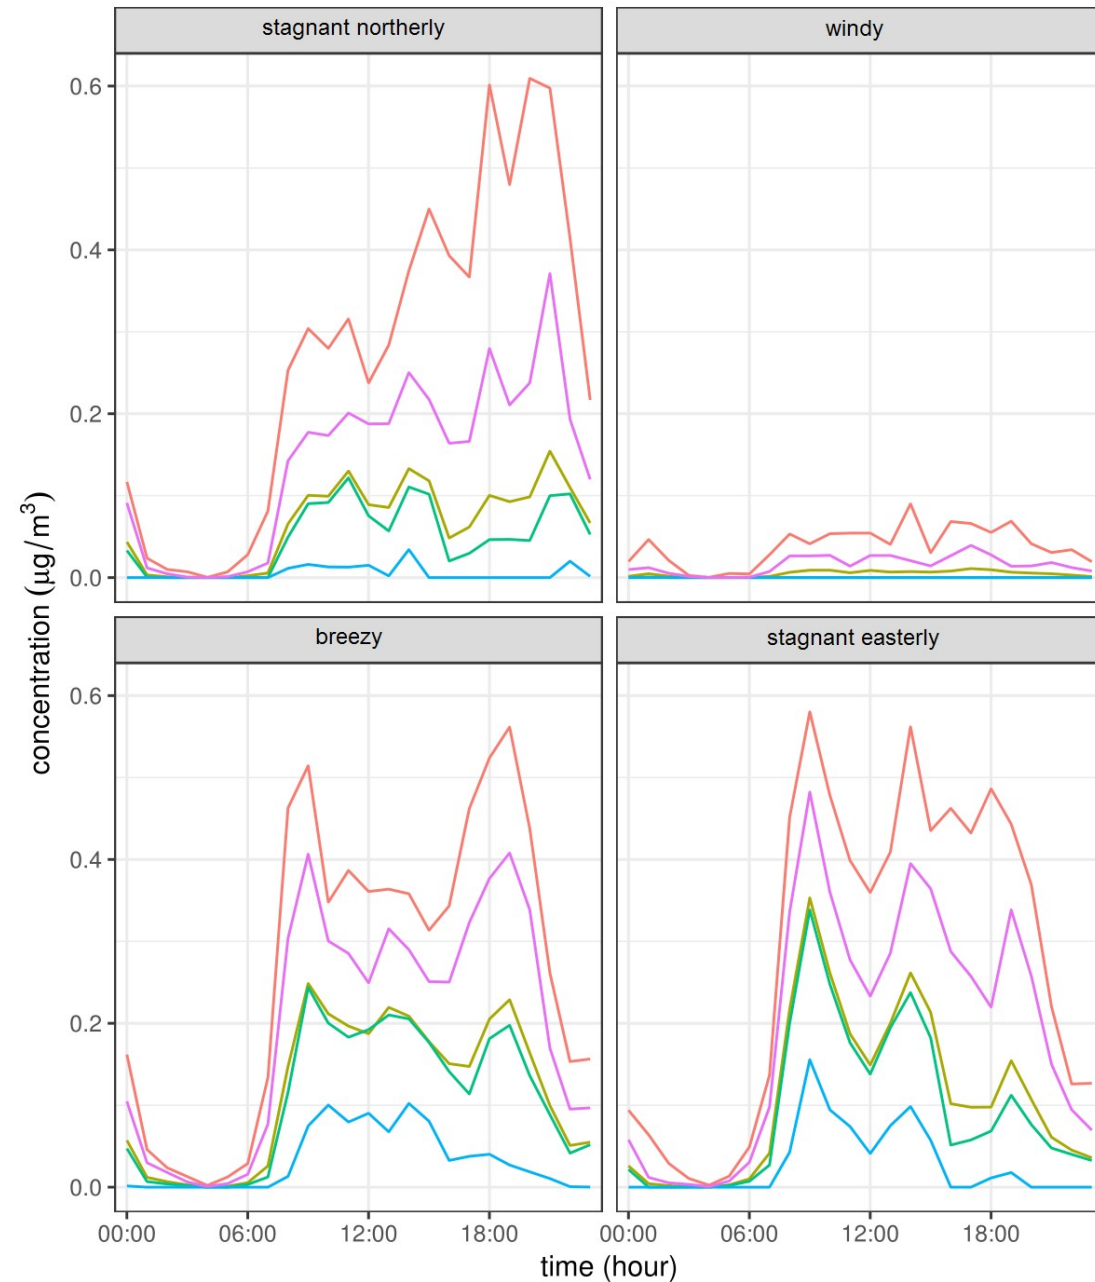 stagnant northerly
windy
0.6
0.4
0.2
0.0
breezy
stagnant easterly
0.6
0.4
0.2
0.0
00:00 06:00 12:00 18:00
00:00 06:00 12:00 18:00
time (hour)
concentration (μg/m³)